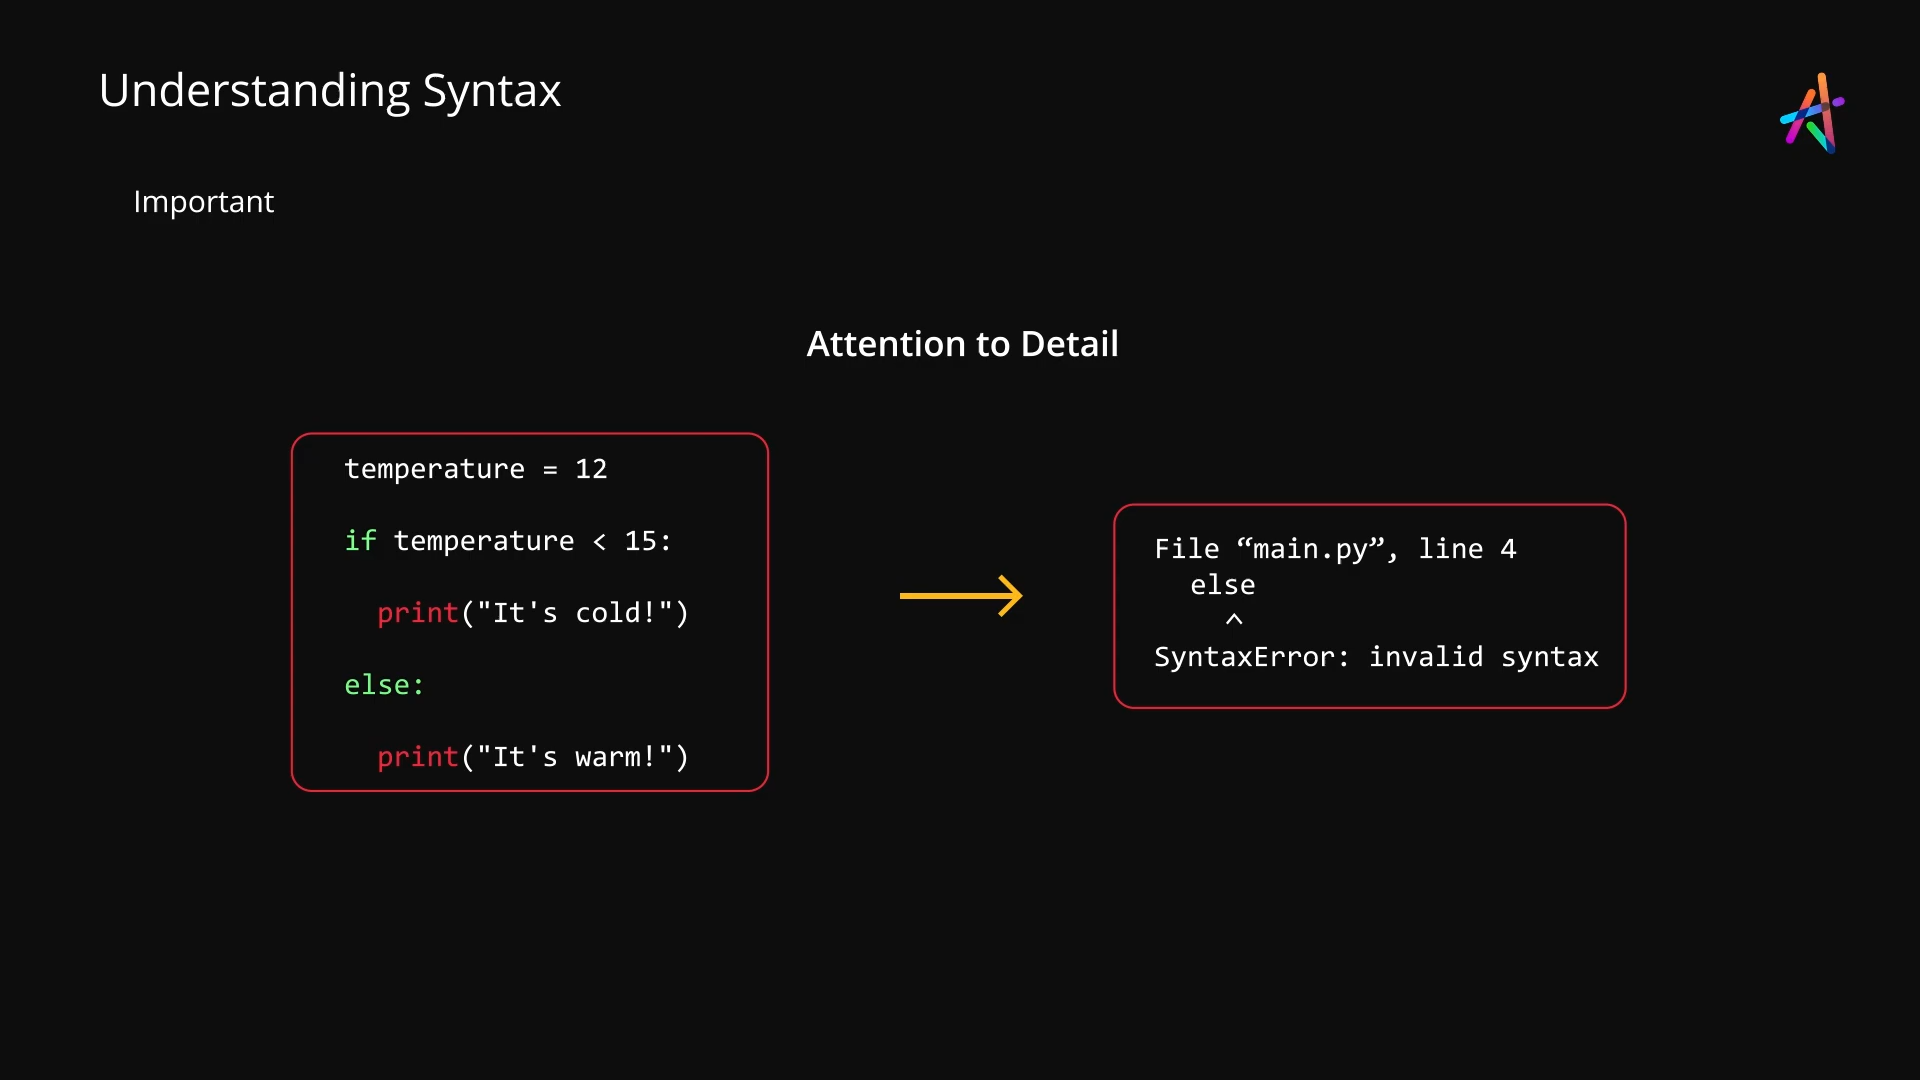 Understanding Syntax
Important
Attention to Detail
temperature = 12
if temperature < 15:
print("It's cold!")
else:
print("It's warm!")
File “main.py”, line 4
else
^
SyntaxError: invalid syntax